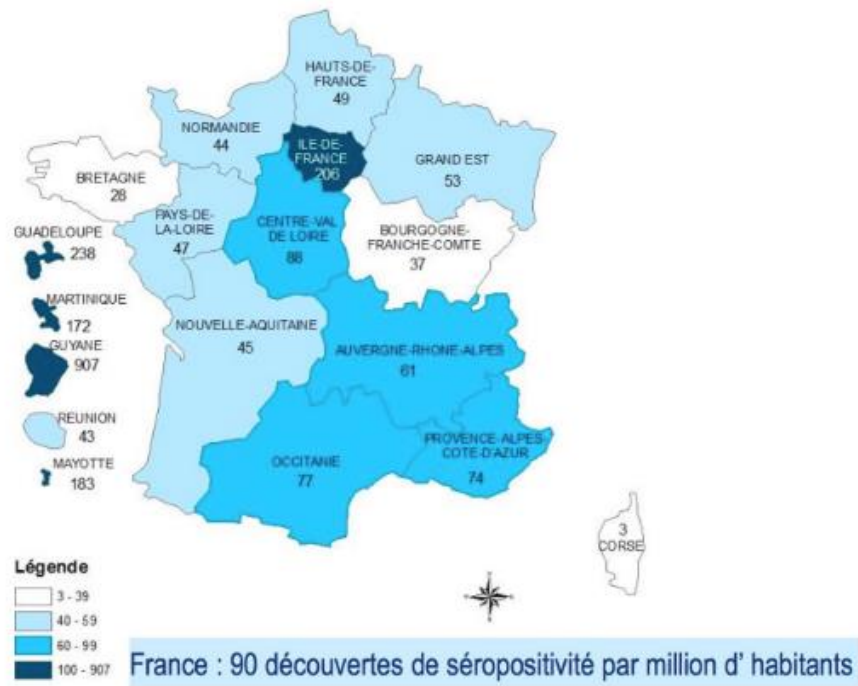 HAUTS-DE-
FRANCE
49
NORMANDIE
44
ILE-DE-
FRANCE
206
GRAND EST
53
BRETAGNE
28
PAYS-DE-
LA-LOIRE
47
CENTRE-VAL
DE LOIRE
88
BOURGOGNE-
FRANCHE-COMTE
37
GUADELOUPE
238
MARTINIQUE
172
GUYANE
907
REUNION
43
MAYOTTE
183
NOUVELLE-AQUITAINE
45
AUVERGNE-RHONE-ALPES
61
OCCITANIE
77
PROVENCE-ALPES
COTE-D'AZUR
74
3
CORSE
Légende
3 - 39
40 - 59
60 - 99
100 - 907
France : 90 découvertes de séropositivité par million d' habitants